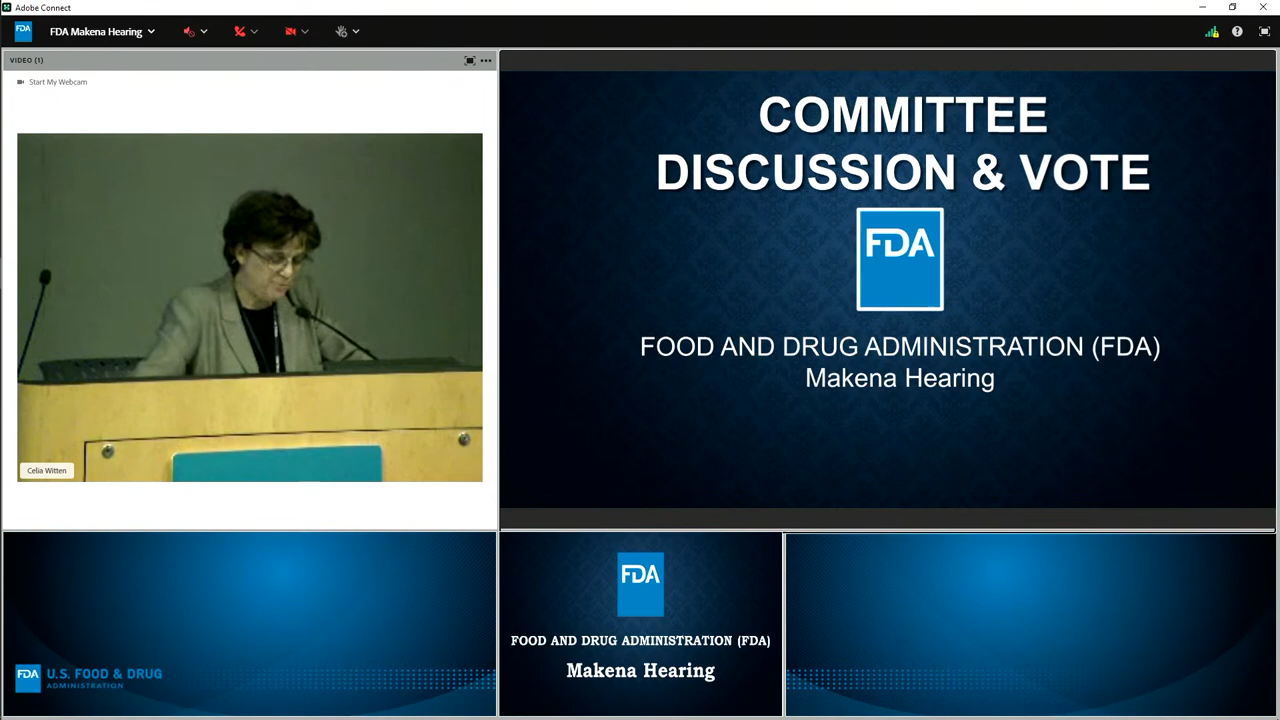 Adobe Connect
FDA
FDA Makena Hearing
VIDEO (1)
Start My Webcam
Celia Witten
COMMITTEE
DISCUSSION & VOTE
FDA
FOOD AND DRUG ADMINISTRATION (FDA)
Makena Hearing
FDA U.S. FOOD & DRUG
ADMINISTRATION
FDA
FOOD AND DRUG ADMINISTRATION (FDA)
Makena Hearing